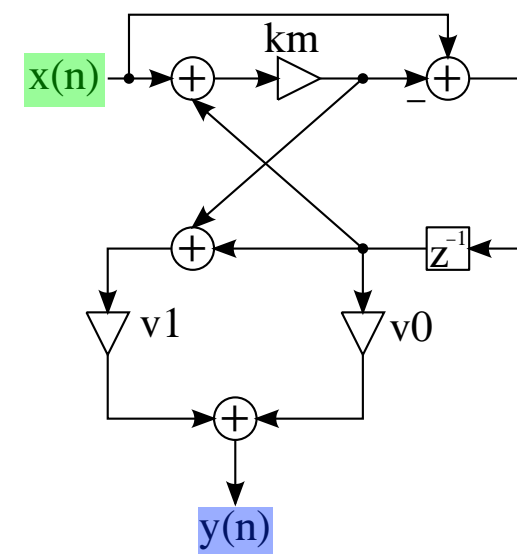 km
x(n)
+
+
−
+
z-1
v1
v0
+
y(n)